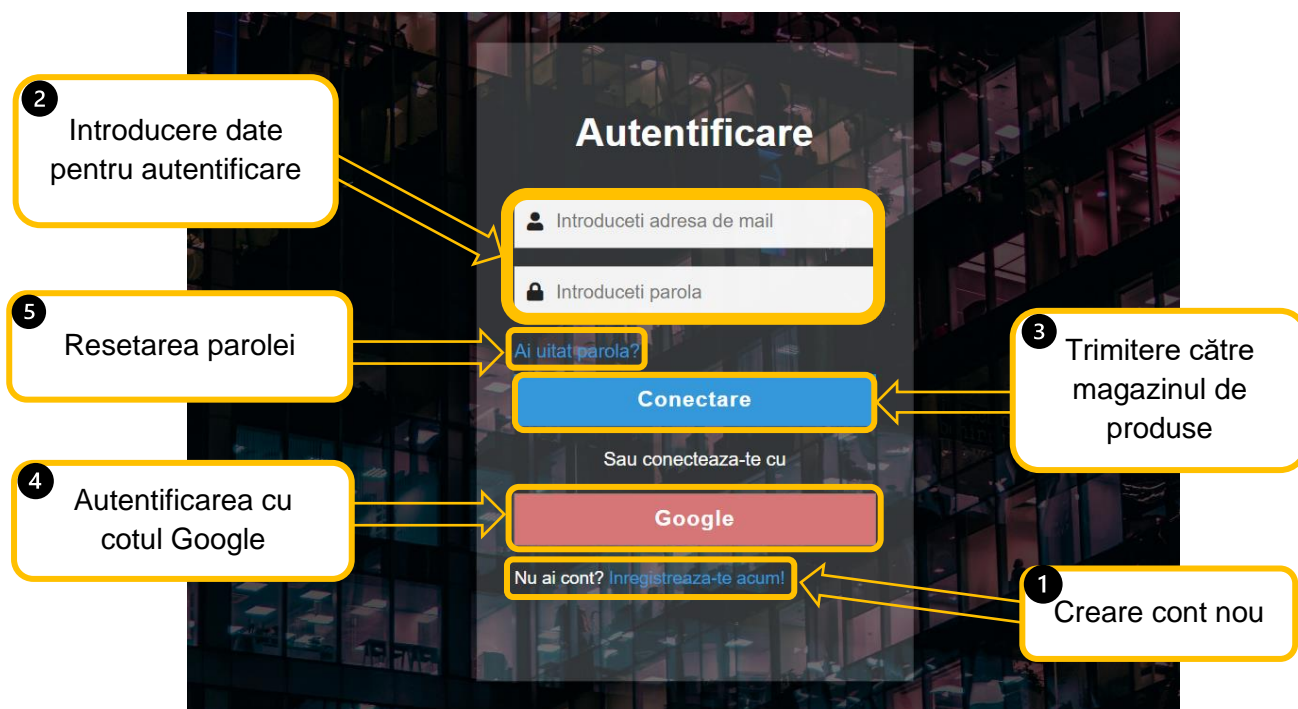 2
Introducere date
pentru autentificare
5
Resetarea parolei
4
Autentificarea cu
cotul Google
Autentificare
Introduceti adresa de mail
Introduceti parola
Ai uitat parola?
Conectare
Sau conecteaza-te cu
Google
Nu ai cont? Inregistreaza-te acum!
3
Trimitere către
magazinul de
produse
1
Creare cont nou